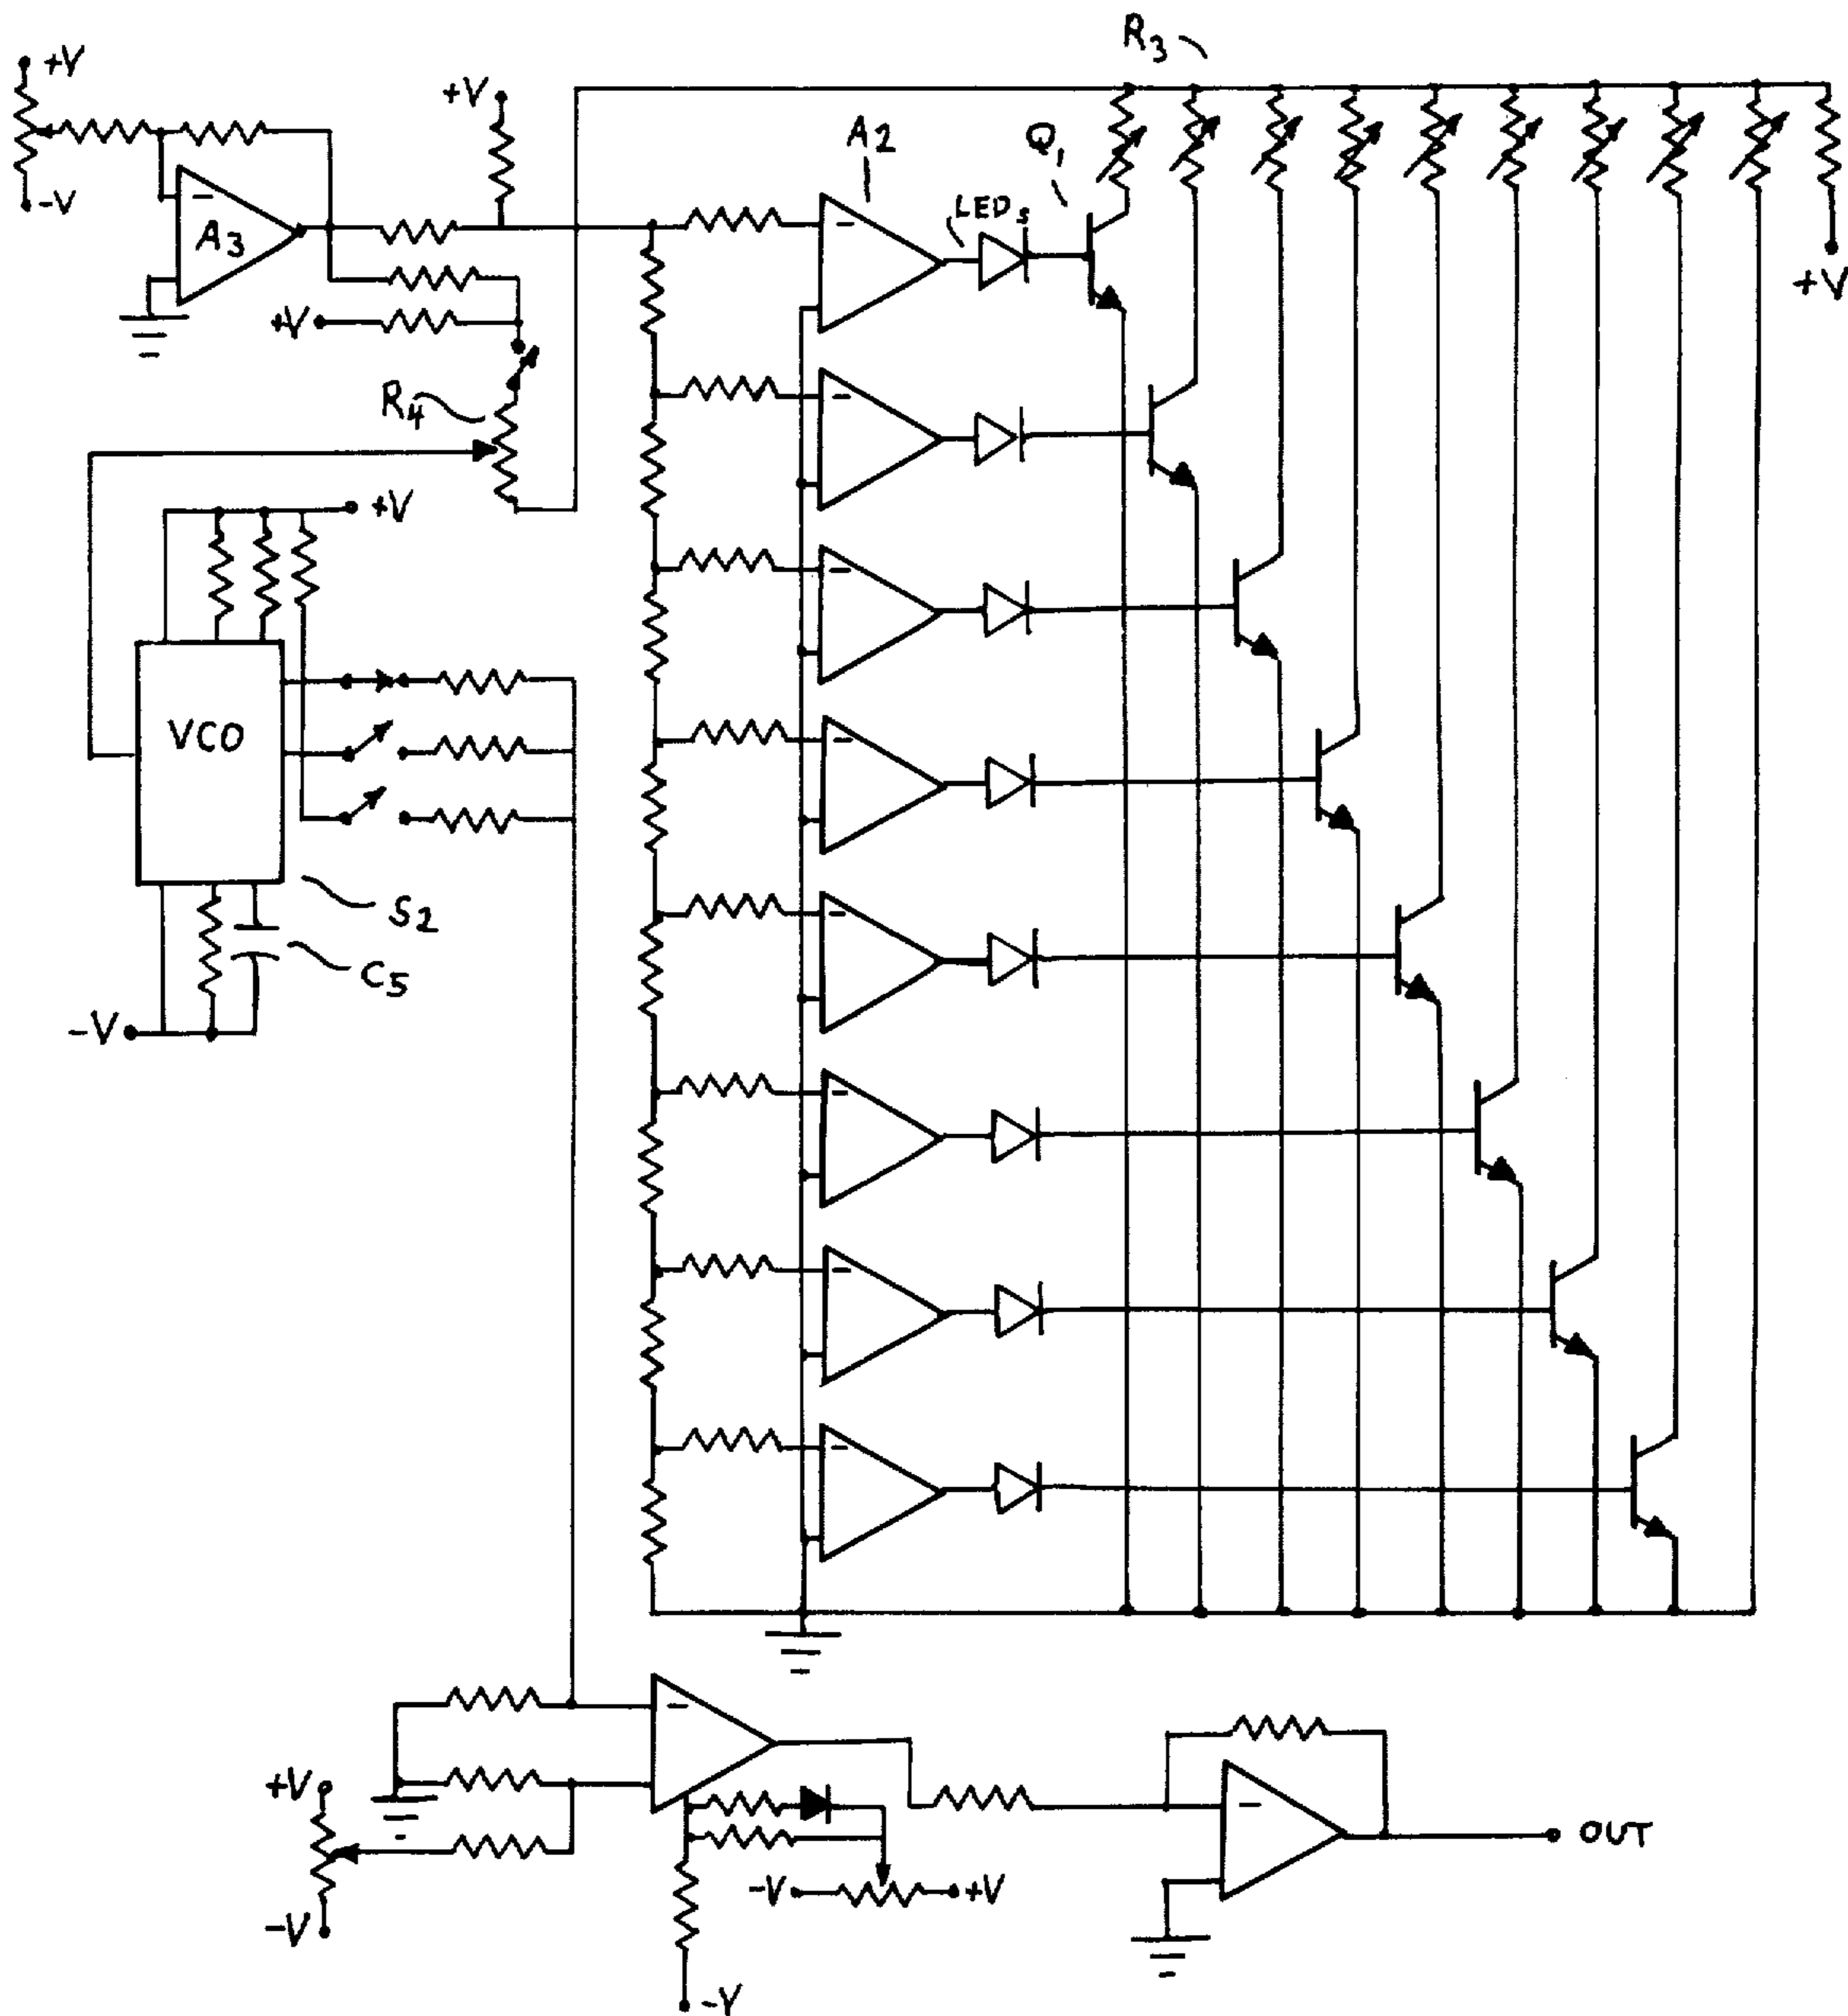 R3
+V
+V
A2
Q1
-V
A3
LEDs
+V
+V
R4
+V
VCO
S2
C5
-V
+V
-V
-V
+V
OUT
-V